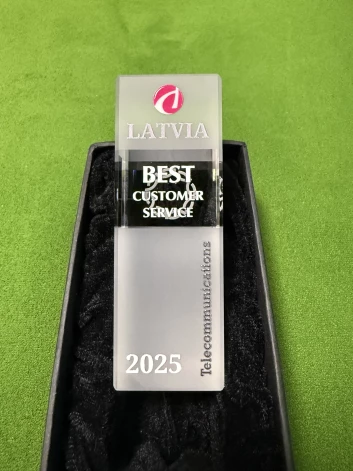 LATVIA
BEST
CUSTOMER
SERVICE
Telecommunications
2025